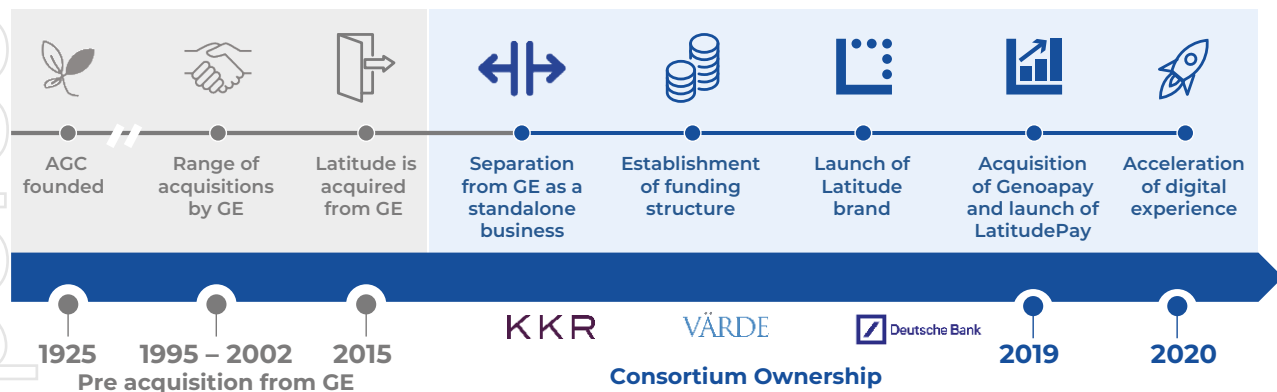 AGC
founded
Range of
acquisitions
by GE
Latitude is
acquired
from GE
Separation
from GE as a
standalone
business
Establishment
of funding
structure
Launch of
Latitude
brand
Acquisition
of Genoapay
and launch of
LatitudePay
Acceleration
of digital
experience
KKR
VÄRDE
Deutsche Bank
1925
1995 – 2002
2015
2019
2020
Pre acquisition from GE
Consortium Ownership